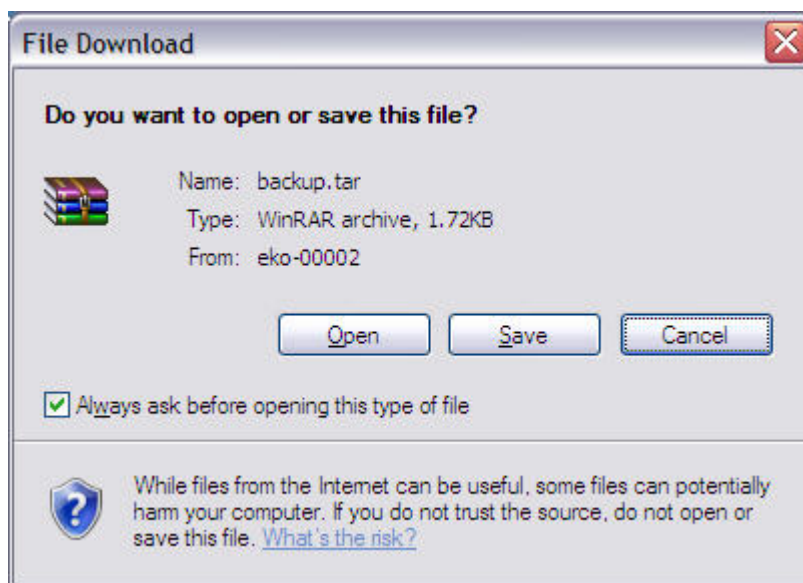 File Download
Do you want to open or save this file?
Name: backup.tar
Type: WinRAR archive, 1.72KB
From: eko-00002
Open Save Cancel
Always ask before opening this type of file
While files from the Internet can be useful, some files can potentially
harm your computer. If you do not trust the source, do not open or
save this file. What's the risk?